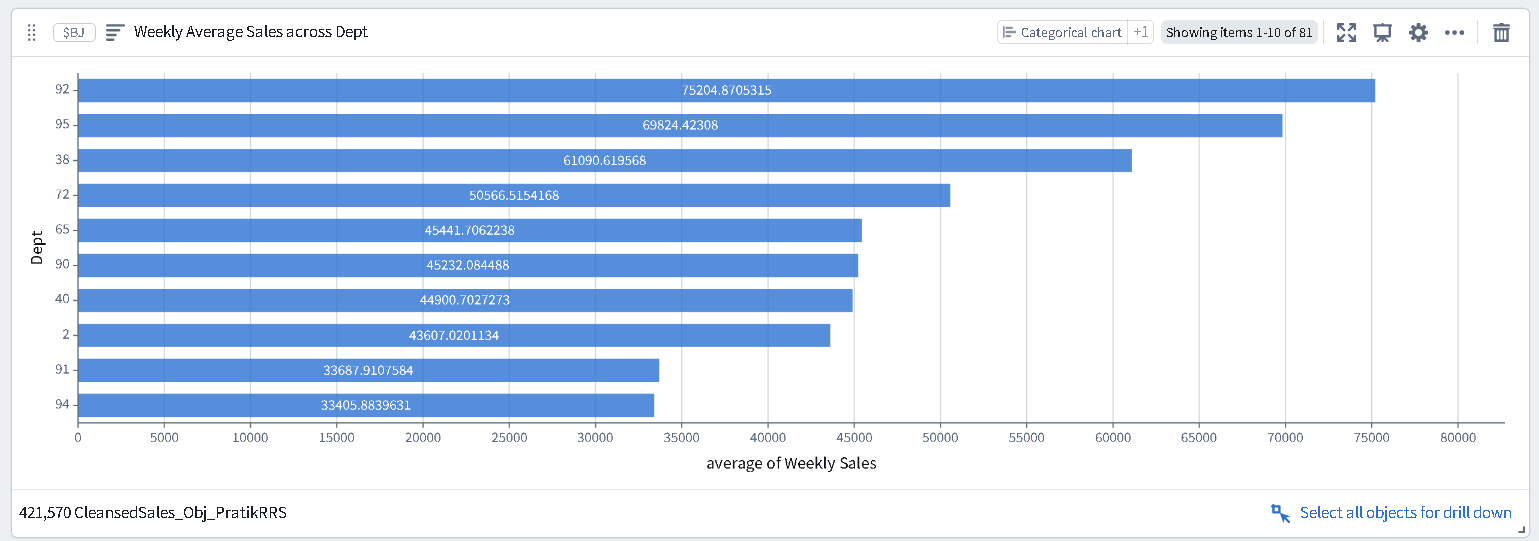 $BJ Weekly Average Sales across Dept Categorical chart +1 Showing items 1-10 of 81
92 75204.8705315
95 69824.42308
38 61090.619568
72 50566.5154168
65 45441.7062238
Dept
90 45232.084488
40 44900.7027273
2 43607.0201134
91 33687.9107584
94 33405.8839631
0 5000 10000 15000 20000 25000 30000 35000 40000 45000 50000 55000 60000 65000 70000 75000 80000
average of Weekly Sales
421,570 CleansedSales_Obj_PratikRRS Select all objects for drill down